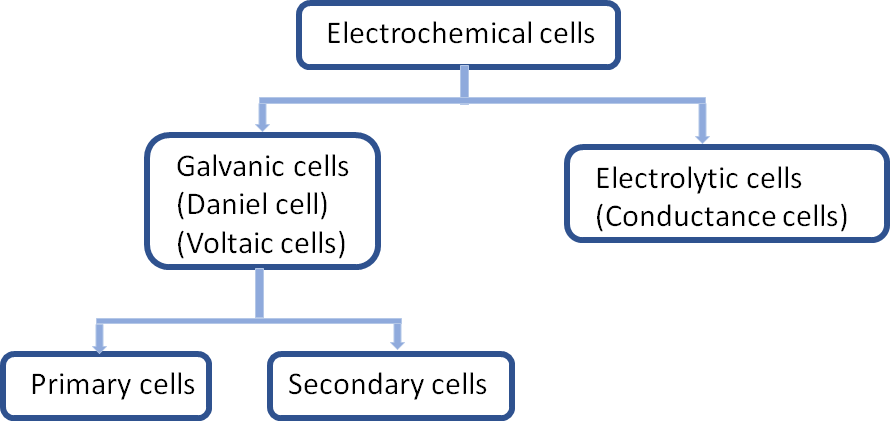 Electrochemical cells
Galvanic cells
(Daniel cell)
(Voltaic cells)
Electrolytic cells
(Conductance cells)
Primary cells
Secondary cells